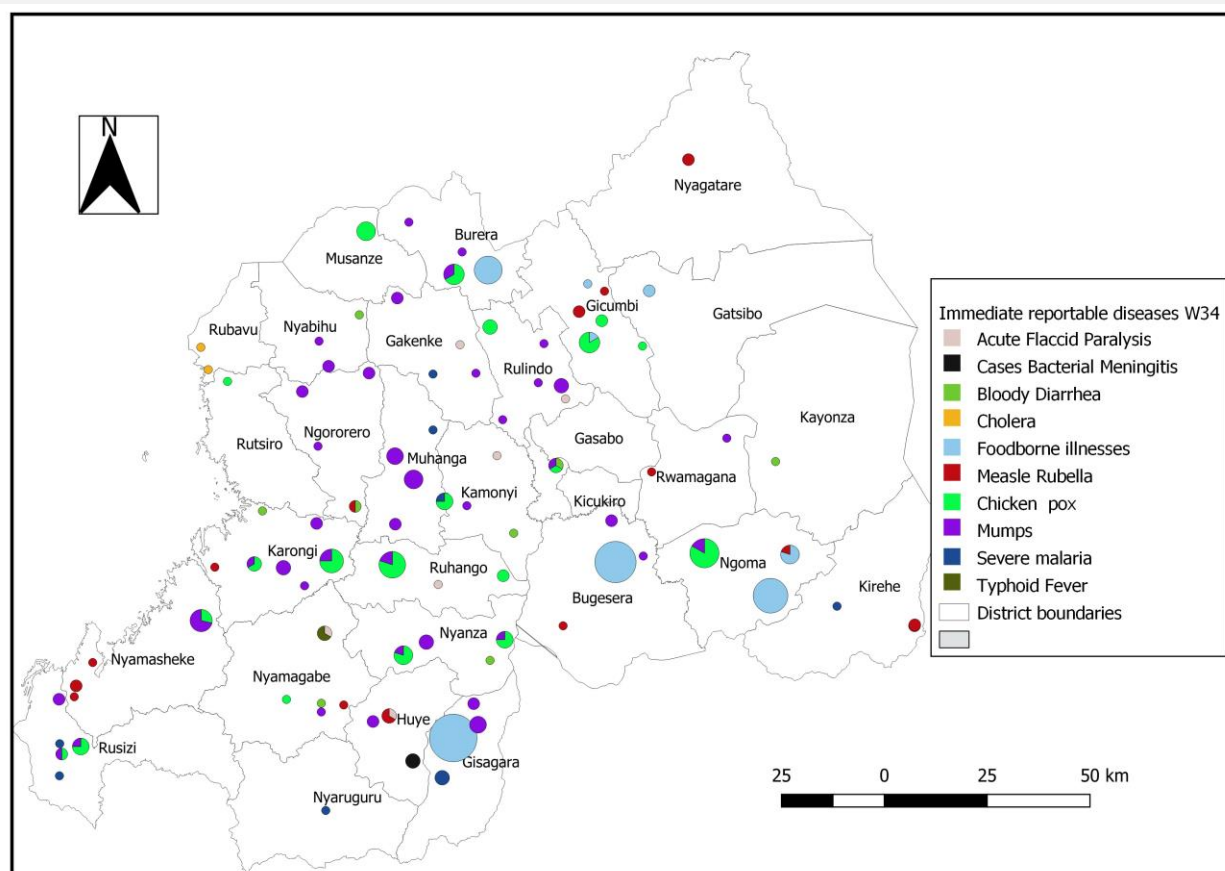 N
Nyagatare
Burera
Musanze
Gicumbi
Gatsibo
Rubavu
Nyabihu
Gakenke
Rulindo
Kayonza
Rutsiro
Ngororero
Gasabo
Muhanga
Rwamagana
Kamonyi
Kicukiro
Karongi
Ruhango
Bugesera
Ngoma
Kirehe
Nyamasheke
Nyanza
Nyamagabe
Huye
Rusizi
Gisagara
Nyaruguru
Immediate reportable diseases W34
Acute Flaccid Paralysis
Cases Bacterial Meningitis
Bloody Diarrhea
Cholera
Foodborne illnesses
Measle Rubella
Chicken pox
Mumps
Severe malaria
Typhoid Fever
District boundaries
25 0 25 50 km